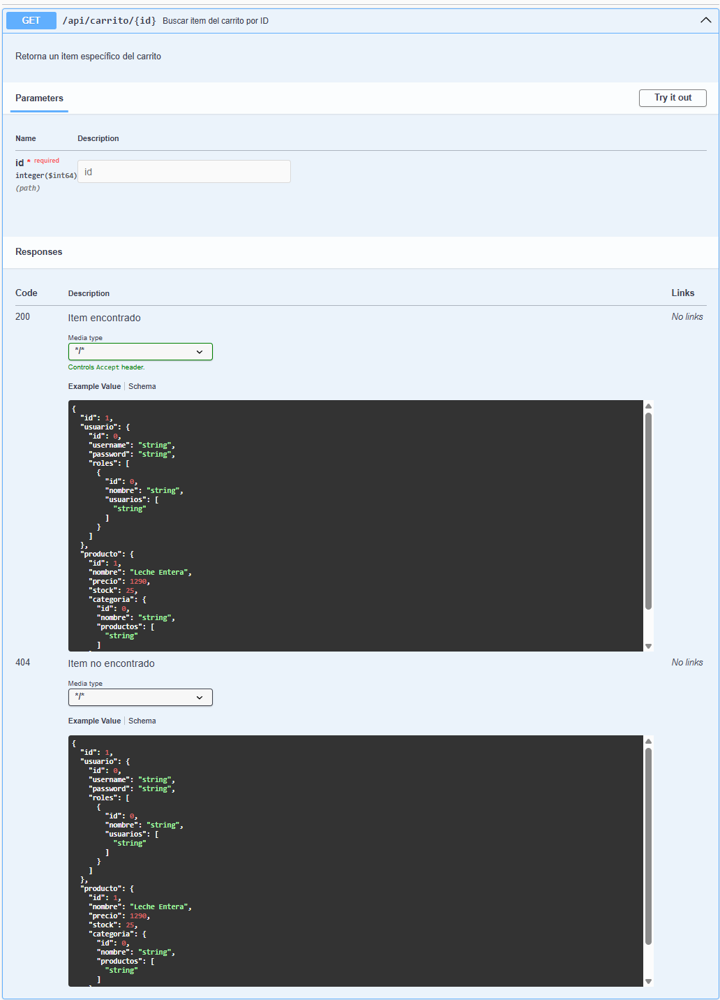 GET /api/carrito/{id} Buscar item del carrito por ID
Retorna un item específico del carrito
Parameters Try it out
Name Description
id * required
integer($int64) id
(path)
Responses
Code Description Links
200 Item encontrado No links
Media type
*/*
Controls Accept header.
Example Value Schema
{
"id": 1,
"usuario": {
"id": 0,
"username": "string",
"password": "string",
"roles": [
{
"id": 0,
"nombre": "string",
"usuarios": [
"string"
]
}
]
},
"producto": {
"id": 1,
"nombre": "Leche Entera",
"precio": 1290,
"stock": 25,
"categoria": {
"id": 0,
"nombre": "string",
"productos": [
"string"
]
404 Item no encontrado No links
Media type
*/*
Example Value Schema
{
"id": 1,
"usuario": {
"id": 0,
"username": "string",
"password": "string",
"roles": [
{
"id": 0,
"nombre": "string",
"usuarios": [
"string"
]
}
]
},
"producto": {
"id": 1,
"nombre": "Leche Entera",
"precio": 1290,
"stock": 25,
"categoria": {
"id": 0,
"nombre": "string",
"productos": [
"string"
]